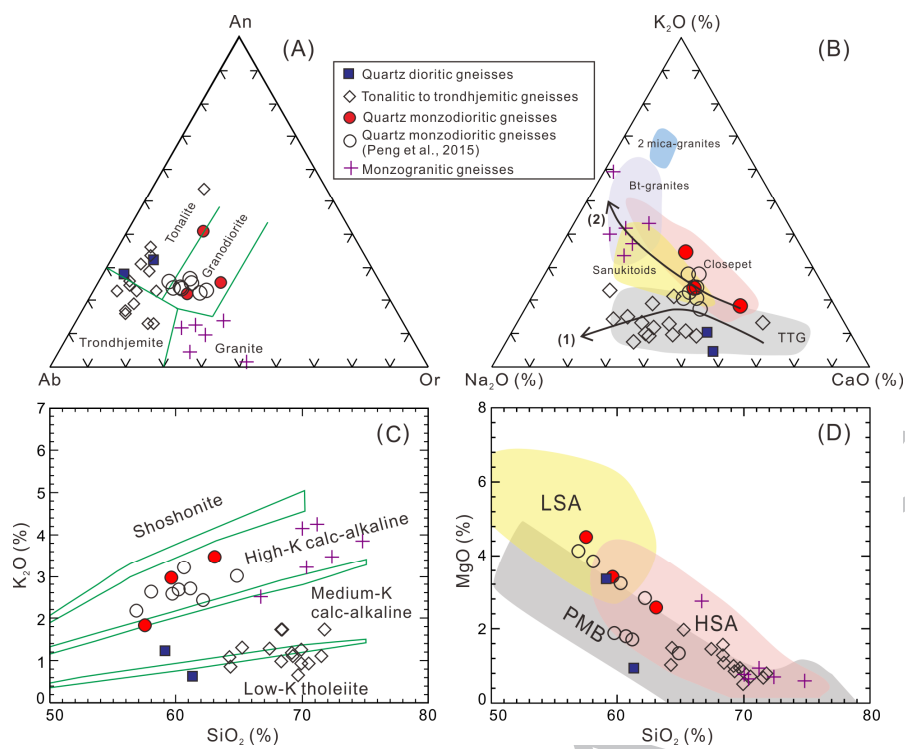 An
(A)
Tonalite
Granodiorite
Trondhjemite
Granite
Ab
Or
Quartz dioritic gneisses
Tonalitic to trondhjemitic gneisses
Quartz monzodioritic gneisses
Quartz monzodioritic gneisses
(Peng et al., 2015)
Monzogranitic gneisses
K₂O (%)
(B)
2 mica-granites
Bt-granites
(2)
Sanukitoids
Closepet
(1)
TTG
Na₂O (%)
CaO (%)
7
6
5
4
3
2
1
0
K₂O (%)
(C)
Shoshonite
High-K calc-alkaline
Medium-K
calc-alkaline
Low-K tholeiite
50
60
70
80
SiO₂ (%)
8
6
4
2
0
MgO (%)
(D)
LSA
PMB
HSA
50
60
70
80
SiO₂ (%)